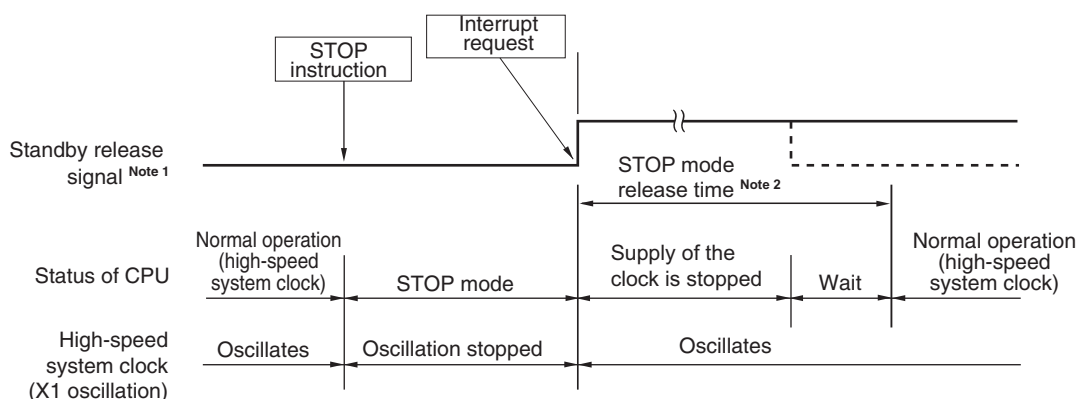 Interrupt
request
STOP
instruction
Standby release
signal Note 1
STOP mode
release time Note 2
Status of CPU
Normal operation
(high-speed
system clock)
STOP mode
Supply of the
clock is stopped
Wait
Normal operation
(high-speed
system clock)
High-speed
system clock
(X1 oscillation)
Oscillates
Oscillation stopped
Oscillates